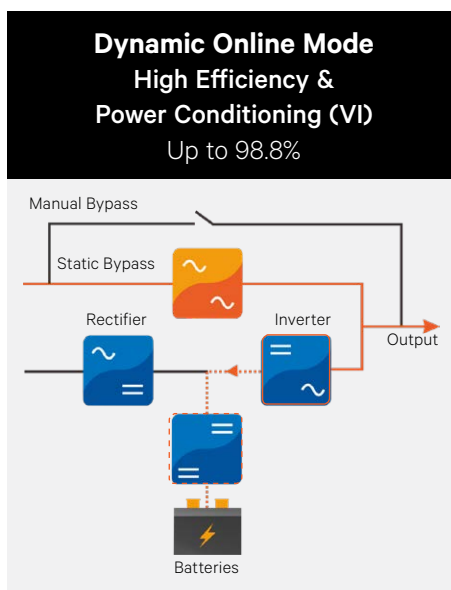 Dynamic Online Mode
High Efficiency &
Power Conditioning (VI)
Up to 98.8%
Manual Bypass
Static Bypass
Rectifier
Inverter
Output
Batteries